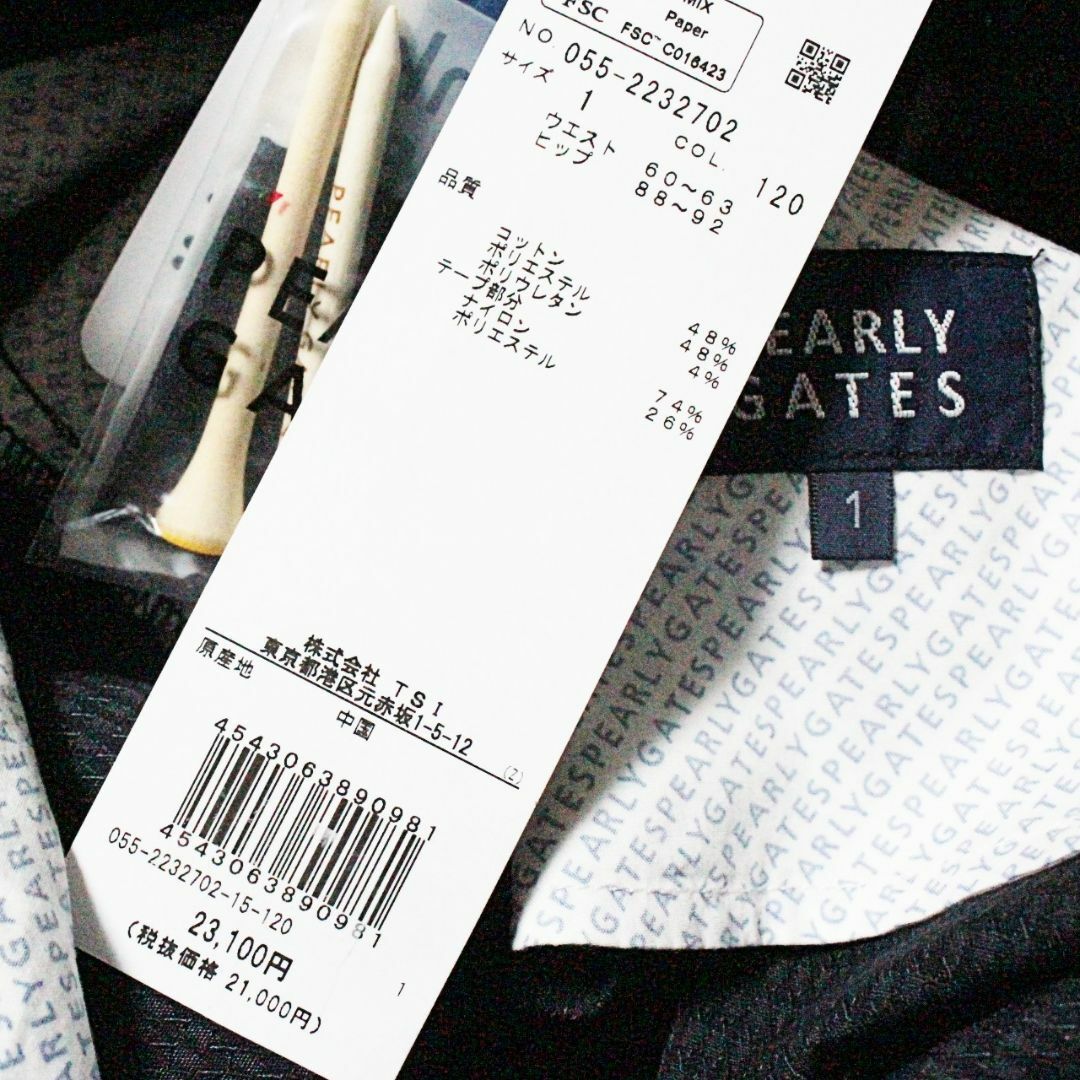 FSC
MIX
Paper
FSC™ C016423
NO. 055-2232702
サイズ
1
COL.
120
ウエスト 60~63
ヒップ 88~92
品質
コットン 48%
ポリエステル 48%
ポリウレタン 4%
テープ部分
ナイロン 74%
ポリエステル 26%
株式会社 TSI
東京都港区元赤坂1-5-12
原産地
中国
(Z)
4543063890981
4543063890981
055-2232702-15-120
23,100円
(税抜価格 21,000円)
1
EARLY
GATES
1
PEARLYGATESPEARLYGATES